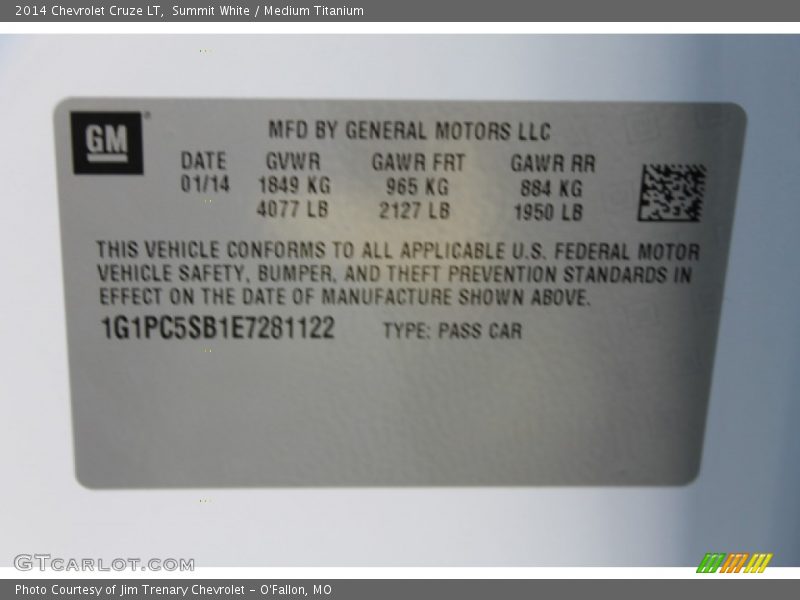 2014 Chevrolet Cruze LT,  Summit White / Medium Titanium
GM
MFD BY GENERAL MOTORS LLC
DATE GVWR GAWR FRT GAWR RR
01/14 1849 KG 965 KG 884 KG
4077 LB 2127 LB 1950 LB
THIS VEHICLE CONFORMS TO ALL APPLICABLE U.S. FEDERAL MOTOR
VEHICLE SAFETY, BUMPER, AND THEFT PREVENTION STANDARDS IN
EFFECT ON THE DATE OF MANUFACTURE SHOWN ABOVE.
1G1PC5SB1E7281122 TYPE: PASS CAR
GTCARLOT.COM
Photo Courtesy of Jim Trenary Chevrolet - O'Fallon, MO